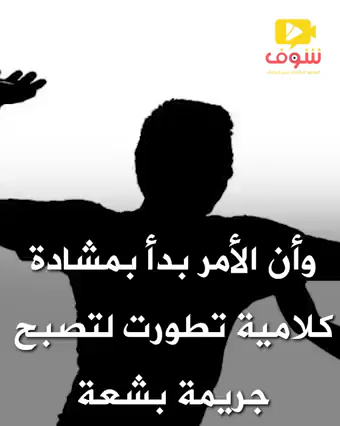 شوف
وأن الأمر بدأ بمشادة
كلامية تطورت لتصبح
جريمة بشعة